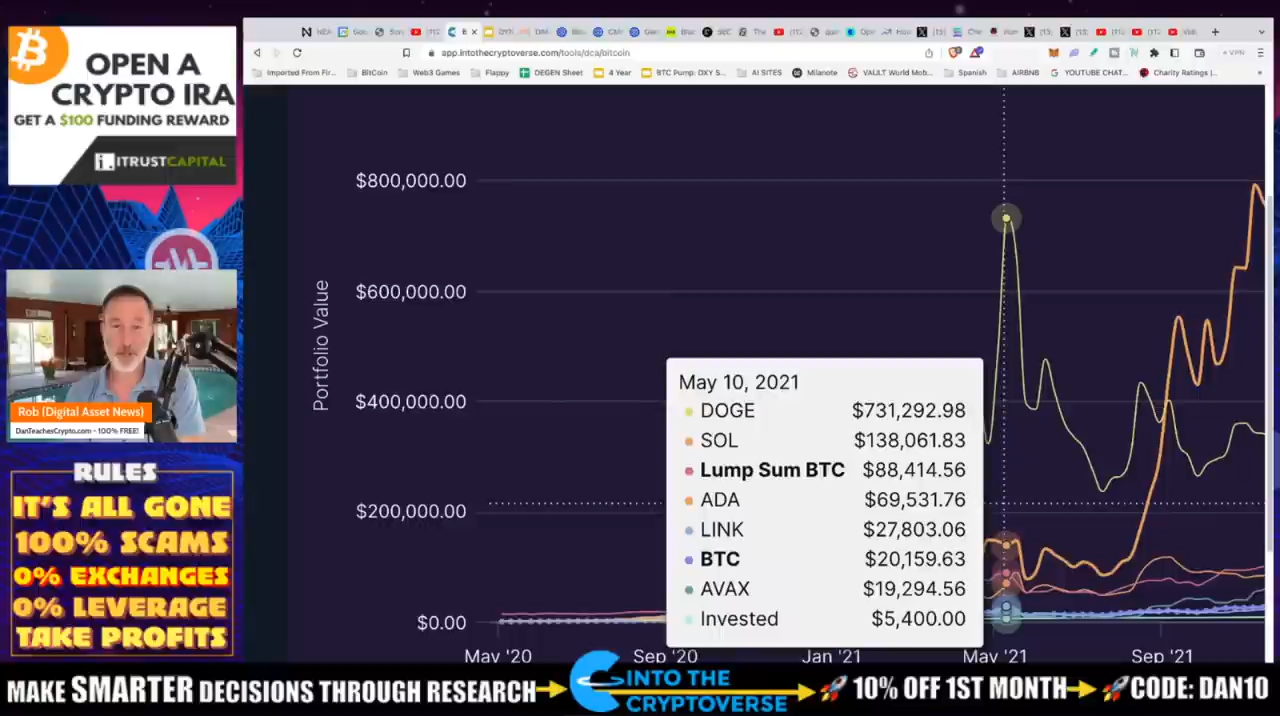 OPEN A
CRYPTO IRA
GET A $100 FUNDING REWARD
ITRUSTCAPITAL
Rob (Digital Asset News)
DanTeachesCrypto.com - 100% FREE!
RULES
IT'S ALL GONE
100% SCAMS
0% EXCHANGES
0% LEVERAGE
TAKE PROFITS
app.intothecryptoverse.com/tools/dca/bitcoin
VPN
Imported From Fir...
BItCoin
Web3 Games
Flappy
DEGEN Sheet
4 Year
BTC Pump: DXY S...
AI SITES
Milanote
VAULT World Mob...
Spanish
AIRBNB
YOUTUBE CHAT...
Charity Ratings |...
Portfolio Value
$800,000.00
$600,000.00
$400,000.00
$200,000.00
$0.00
May 10, 2021
DOGE $731,292.98
SOL $138,061.83
Lump Sum BTC $88,414.56
ADA $69,531.76
LINK $27,803.06
BTC $20,159.63
AVAX $19,294.56
Invested $5,400.00
May '20 Sep '20 Jan '21 May '21 Sep '21
MAKE SMARTER DECISIONS THROUGH RESEARCH
INTO THE
CRYPTOVERSE
10% OFF 1ST MONTH
CODE: DAN10